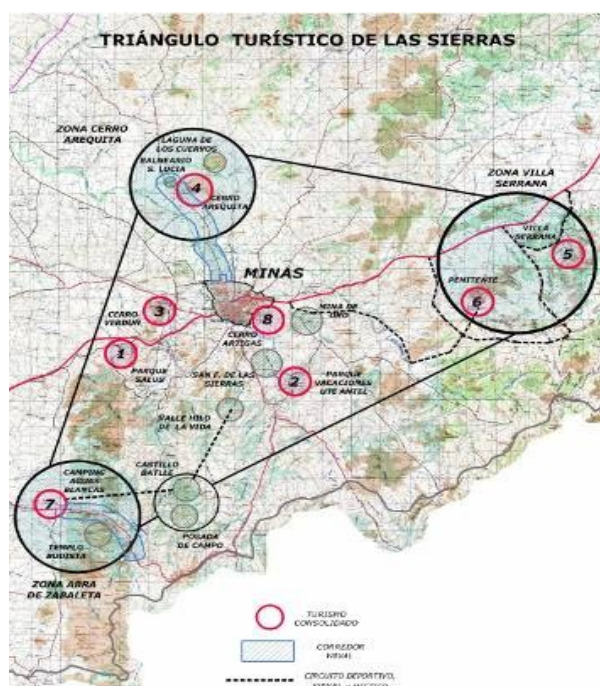 TRIÁNGULO TURÍSTICO DE LAS SIERRAS
ZONA CERRO
AREQUITA
LAGUNA DE
LOS CUERVOS
BALNEARIO
S. LUCIA
4
CERRO
AREQUITA
ZONA VILLA
SERRANA
VILLA
SERRANA
5
PENITENTE
6
MINAS
3
CERRO
VERDUN
8
MINA DE
ORO
CERRO
ARTIGAS
1
PARQUE
SALUS
SAN F. DE LAS
SIERRAS
2
PARQUE
VACACIONES
UTE ANTEL
VALLE HILO
DE LA VIDA
CAMPING
AGUAS
BLANCAS
CASTILLO
BATLLE
7
TEMPLO
BUDISTA
POSADA
DE CAMPO
ZONA ABRA
DE ZABALETA
TURISMO
CONSOLIDADO
CORREDOR
CIRCUITO DEPORTIVO,